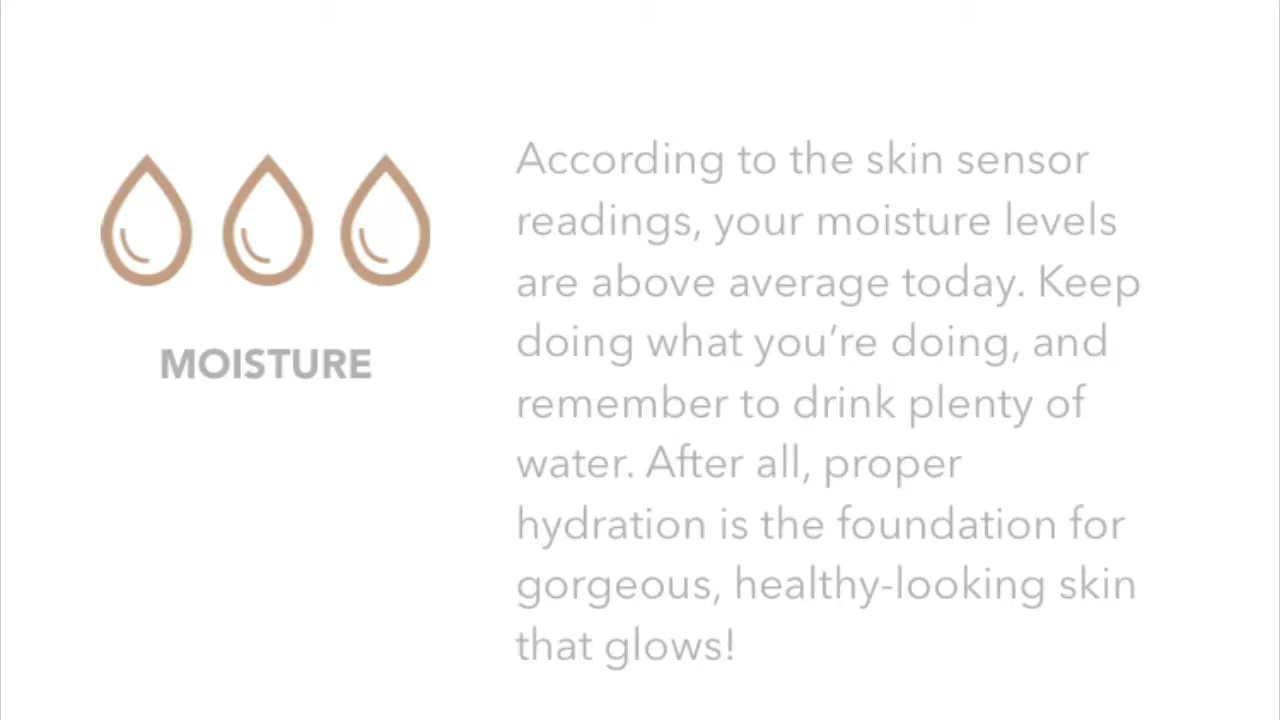 MOISTURE
According to the skin sensor
readings, your moisture levels
are above average today. Keep
doing what you’re doing, and
remember to drink plenty of
water. After all, proper
hydration is the foundation for
gorgeous, healthy-looking skin
that glows!